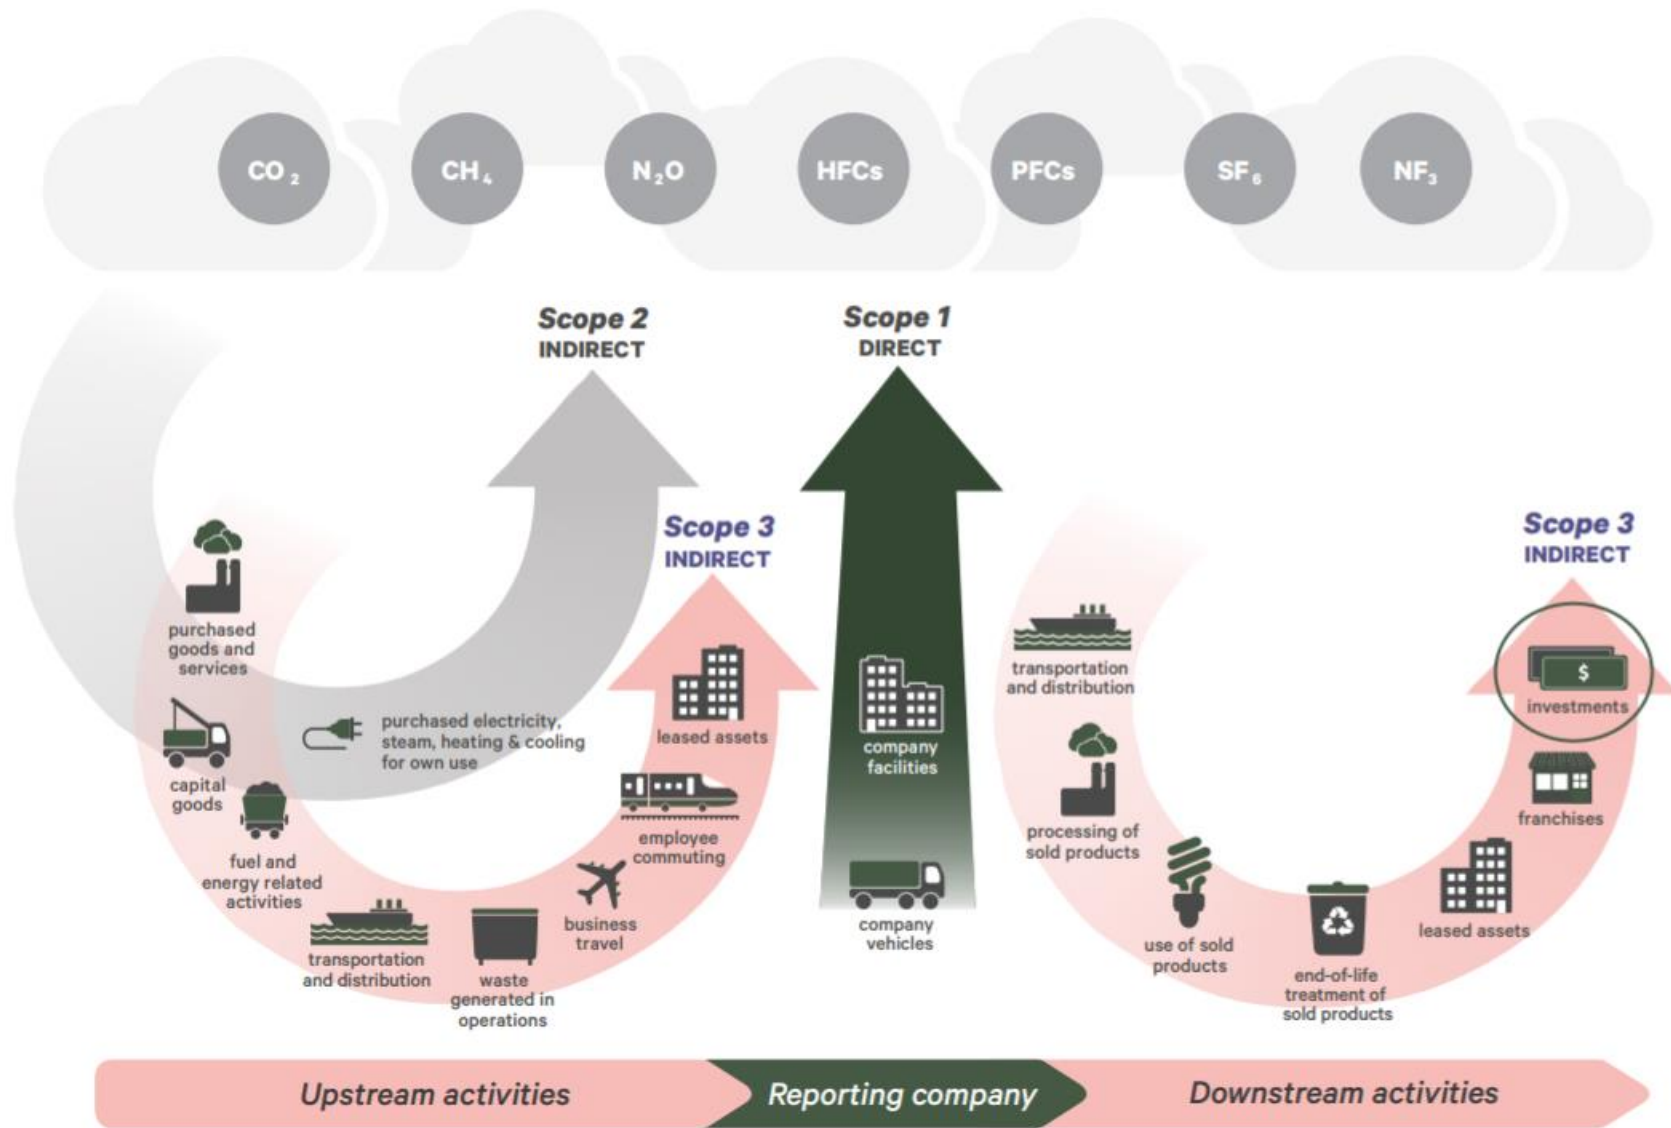 CO₂
CH₄
N₂O
HFCs
PFCs
SF₆
NF₃
Scope 2
INDIRECT
Scope 1
DIRECT
Scope 3
INDIRECT
Scope 3
INDIRECT
purchased
goods and
services
capital
goods
fuel and
energy related
activities
purchased electricity,
steam, heating & cooling
for own use
transportation
and distribution
waste
generated in
operations
business
travel
employee
commuting
leased assets
company
facilities
company
vehicles
transportation
and distribution
processing of
sold products
use of sold
products
end-of-life
treatment of
sold products
leased assets
franchises
$
investments
Upstream activities
Reporting company
Downstream activities